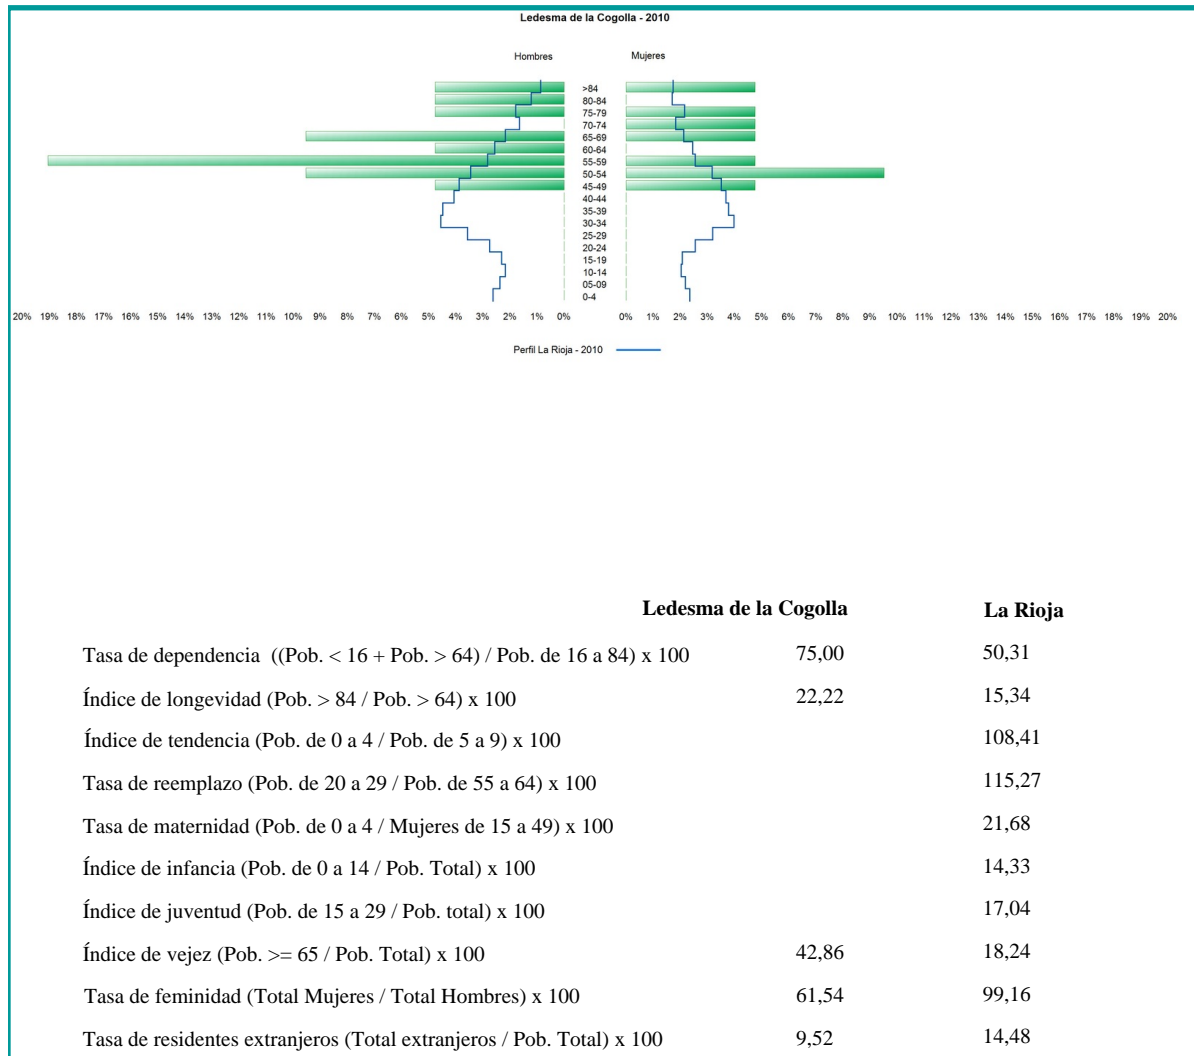 Ledesma de la Cogolla - 2010
Hombres
Mujeres
>84
80-84
75-79
70-74
65-69
60-64
55-59
50-54
45-49
40-44
35-39
30-34
25-29
20-24
15-19
10-14
05-09
0-4
20% 19% 18% 17% 16% 15% 14% 13% 12% 11% 10% 9% 8% 7% 6% 5% 4% 3% 2% 1% 0%
0% 1% 2% 3% 4% 5% 6% 7% 8% 9% 10% 11% 12% 13% 14% 15% 16% 17% 18% 19% 20%
Perfil La Rioja - 2010
Ledesma de la Cogolla La Rioja
Tasa de dependencia ((Pob. < 16 + Pob. > 64) / Pob. de 16 a 84) x 100 75,00 50,31
Índice de longevidad (Pob. > 84 / Pob. > 64) x 100 22,22 15,34
Índice de tendencia (Pob. de 0 a 4 / Pob. de 5 a 9) x 100 108,41
Tasa de reemplazo (Pob. de 20 a 29 / Pob. de 55 a 64) x 100 115,27
Tasa de maternidad (Pob. de 0 a 4 / Mujeres de 15 a 49) x 100 21,68
Índice de infancia (Pob. de 0 a 14 / Pob. Total) x 100 14,33
Índice de juventud (Pob. de 15 a 29 / Pob. total) x 100 17,04
Índice de vejez (Pob. >= 65 / Pob. Total) x 100 42,86 18,24
Tasa de feminidad (Total Mujeres / Total Hombres) x 100 61,54 99,16
Tasa de residentes extranjeros (Total extranjeros / Pob. Total) x 100 9,52 14,48